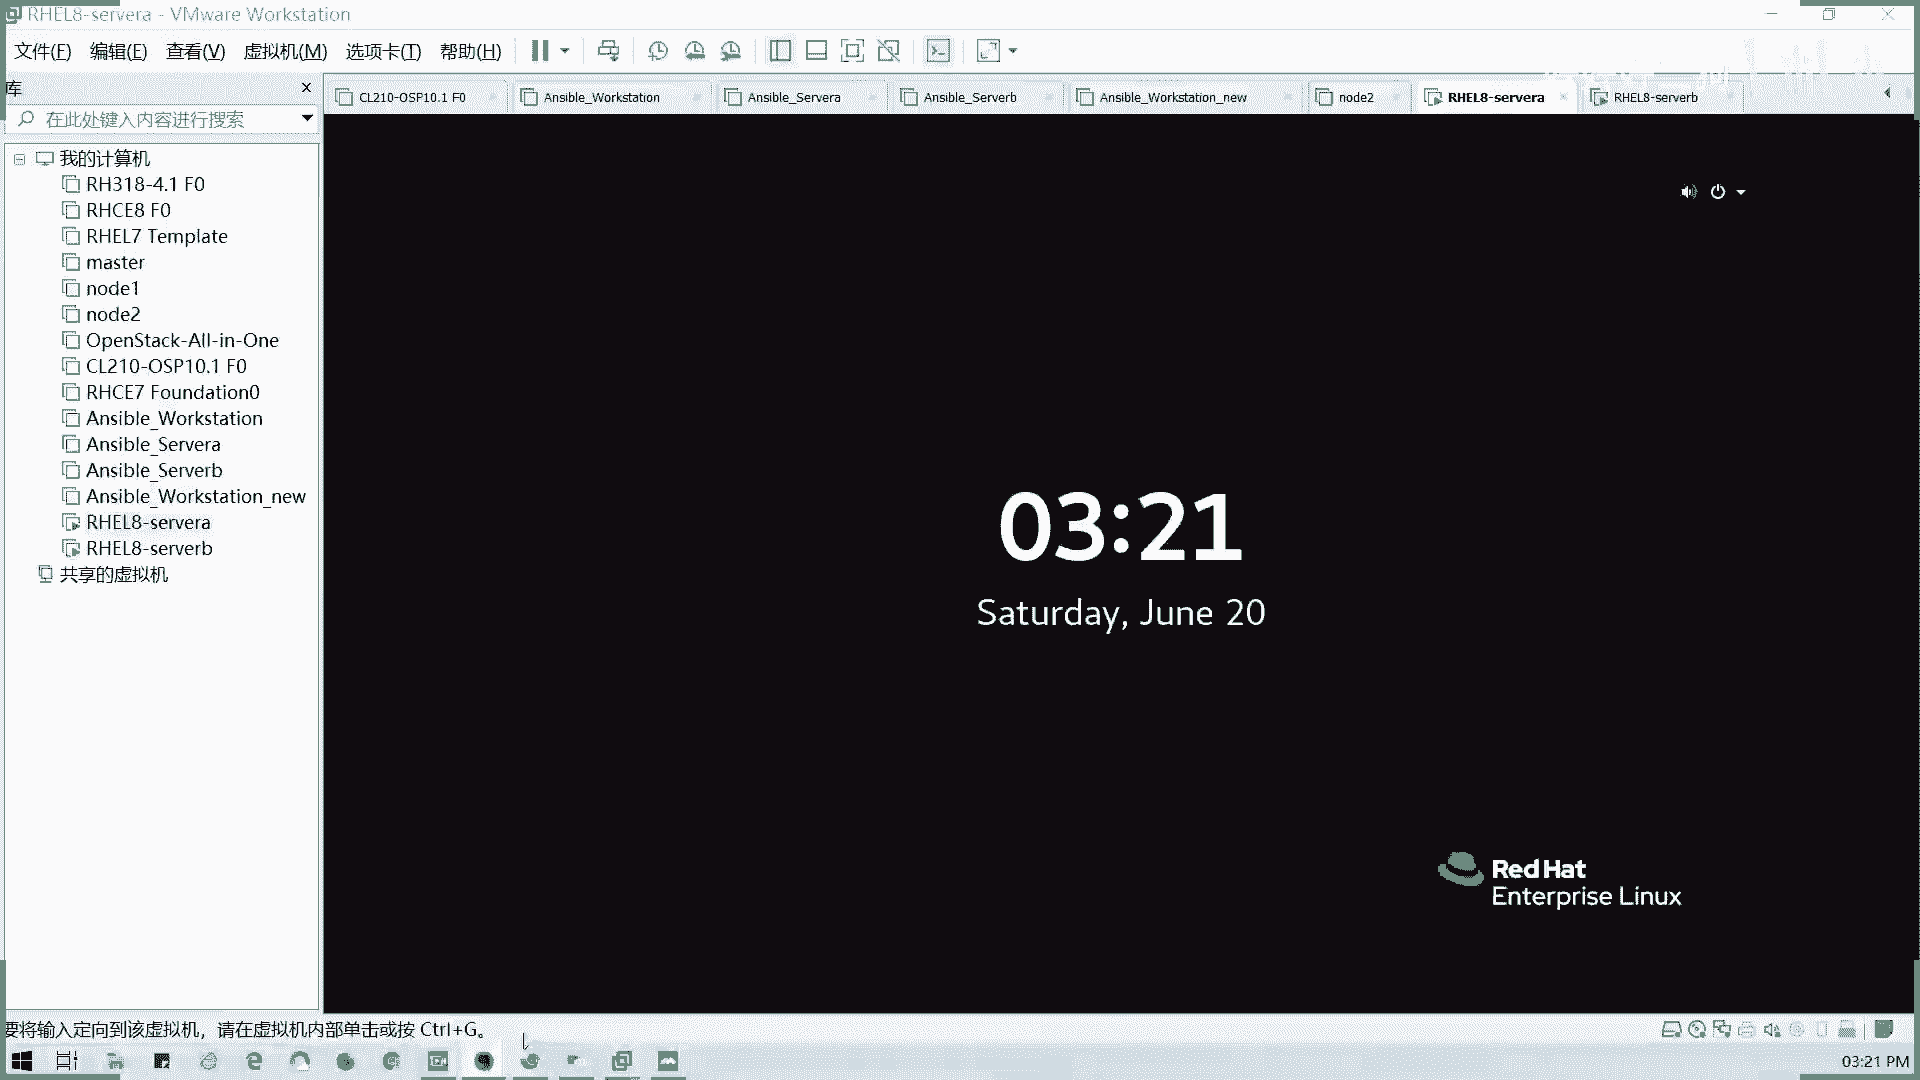 RHEL8-servera - VMware Workstation
文件(F) 编辑(E) 查看(V) 虚拟机(M) 选项卡(T) 帮助(H)
库
在此处键入内容进行搜索
我的计算机
RH318-4.1 F0
RHCE8 F0
RHEL7 Template
master
node1
node2
OpenStack-All-in-One
CL210-OSP10.1 F0
RHCE7 Foundation0
Ansible_Workstation
Ansible_Servera
Ansible_Serverb
Ansible_Workstation_new
RHEL8-servera
RHEL8-serverb
共享的虚拟机
CL210-OSP10.1 F0 Ansible_Workstation Ansible_Servera Ansible_Serverb Ansible_Workstation_new node2 RHEL8-servera RHEL8-serverb
03:21
Saturday, June 20
Red Hat
Enterprise Linux
要将输入定向到该虚拟机，请在虚拟机内部单击或按 Ctrl+G。
03:21 PM